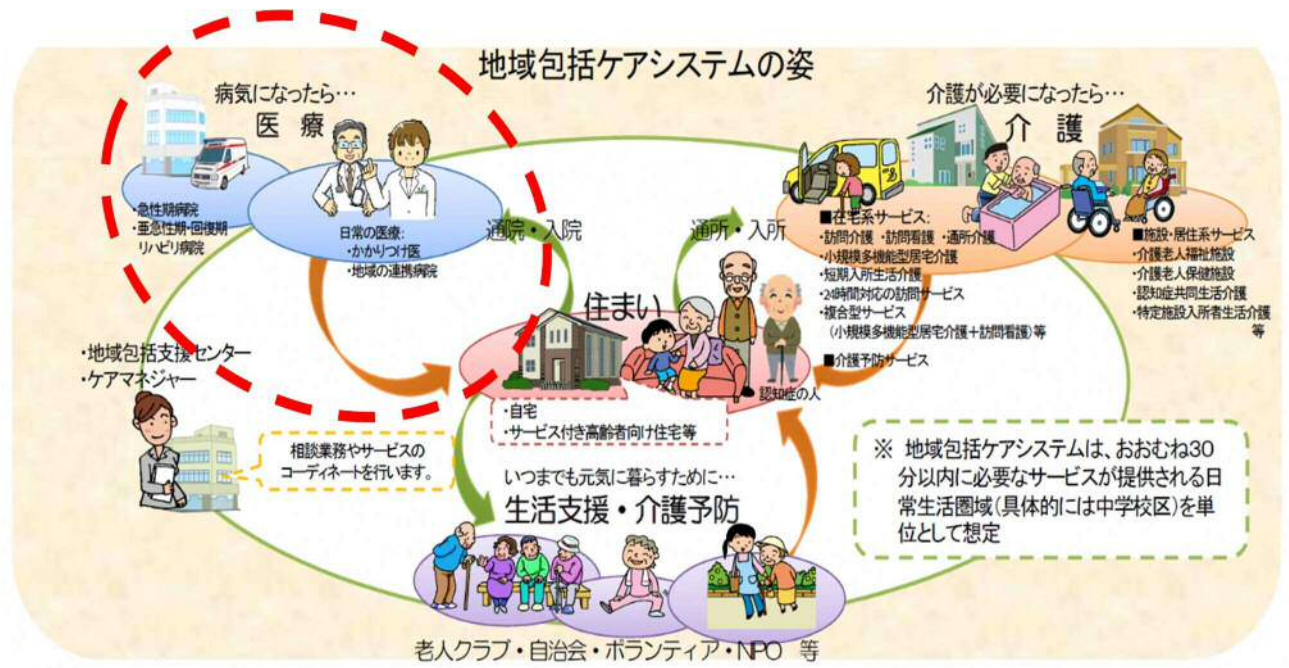 地域包括ケアシステムの姿
病気になったら…
医 療
・急性期病院
・亜急性期・回復期
リハビリ病院
日常の医療:
・かかりつけ医
・地域の連携病院
通院・入院
通所・入所
介護が必要になったら…
介 護
■在宅系サービス:
・訪問介護 ・訪問看護 ・通所介護
・小規模多機能型居宅介護
・短期入所生活介護
・24時間対応の訪問サービス
・複合型サービス
(小規模多機能型居宅介護+訪問看護)等
■介護予防サービス
■施設・居住系サービス
・介護老人福祉施設
・介護老人保健施設
・認知症共同生活介護
・特定施設入所者生活介護
等
住まい
認知症の人
・自宅
・サービス付き高齢者向け住宅等
・地域包括支援センター
・ケアマネジャー
相談業務やサービスの
コーディネートを行います。
いつまでも元気に暮らすために…
生活支援・介護予防
老人クラブ・自治会・ボランティア・NPO 等
※ 地域包括ケアシステムは、おおむね30
分以内に必要なサービスが提供される日
常生活圏域(具体的には中学校区)を単
位として想定